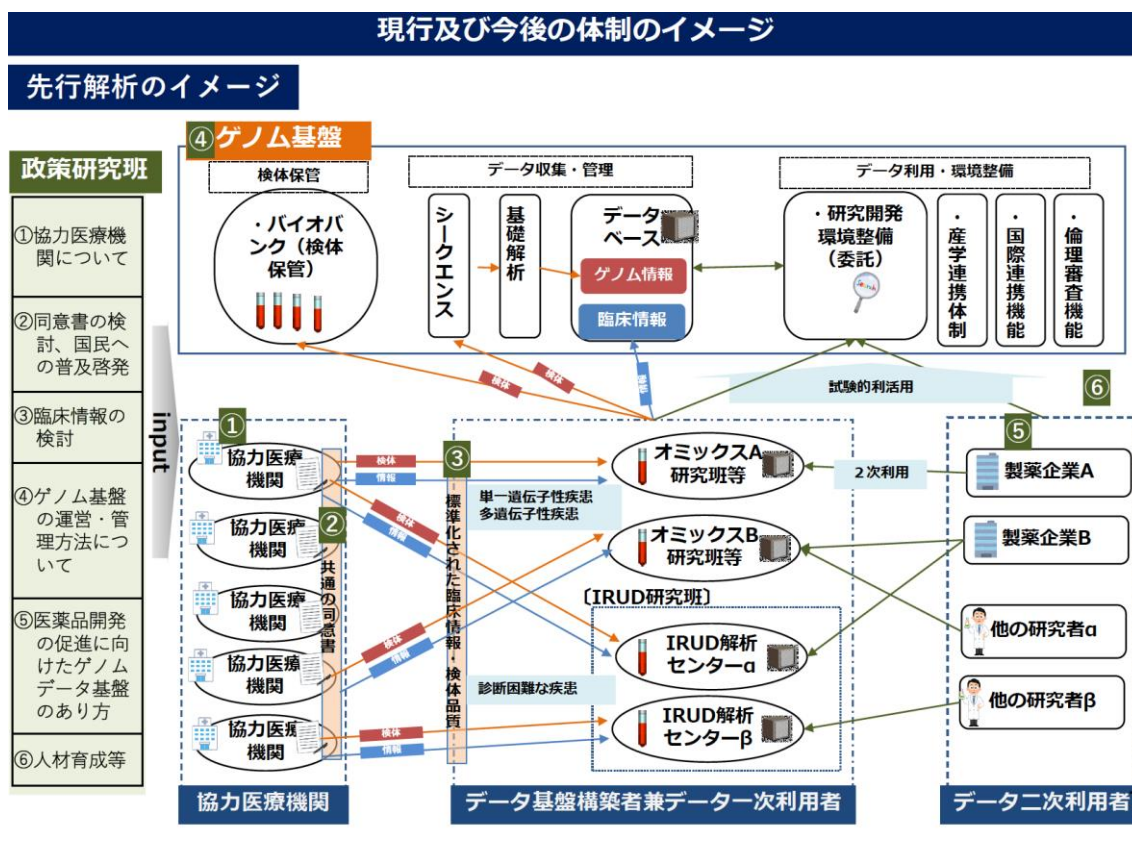 現行及び今後の体制のイメージ
先行解析のイメージ
政策研究班
①協力医療機
関について
②同意書の検
討、国民へ
の普及啓発
③臨床情報の
検討
④ゲノム基盤
の運営・管
理方法につ
いて
⑤医薬品開発
の促進に向
けたゲノム
データ基盤
のあり方
⑥人材育成等
input
④ゲノム基盤
検体保管
・バイオバ
ンク（検体
保管）
データ収集・管理
シークエンス
基礎解析
データ
ベース
ゲノム情報
臨床情報
データ利用・環境整備
・研究開発
環境整備
（委託）
Search
・産学連携体制
・国際連携機能
・倫理審査機能
検体
検体
情報
試験的利活用
⑥
①
協力医療
機関
協力医療
機関
協力医療
機関
協力医療
機関
協力医療
機関
②
共通の同意書
協力医療機関
検体
情報
検体
情報
検体
情報
検体
情報
③
標準化された臨床情報・検体品質
単一遺伝子性疾患
多遺伝子性疾患
診断困難な疾患
オミックスA
研究班等
オミックスB
研究班等
〔IRUD研究班〕
IRUD解析
センターα
IRUD解析
センターβ
データ基盤構築者兼データ一次利用者
２次利用
⑤
製薬企業A
製薬企業B
他の研究者α
他の研究者β
データ二次利用者